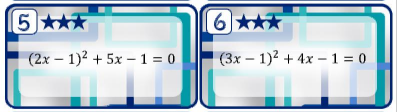 5 ★★★
(2x − 1)² + 5x − 1 = 0
6 ★★★
(3x − 1)² + 4x − 1 = 0